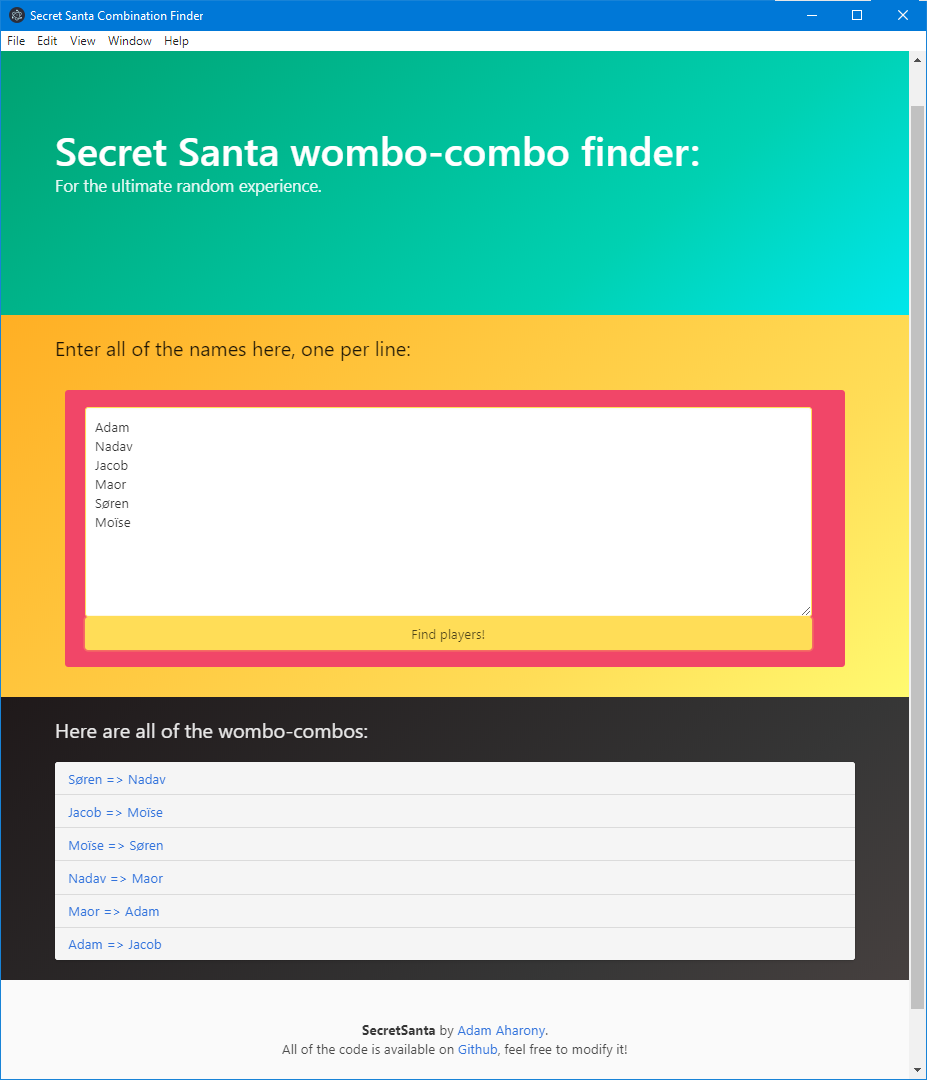 Secret Santa Combination Finder
File Edit View Window Help
Secret Santa wombo-combo finder:
For the ultimate random experience.
Enter all of the names here, one per line:
Adam
Nadav
Jacob
Maor
Søren
Moïse
Find players!
Here are all of the wombo-combos:
Søren => Nadav
Jacob => Moïse
Moïse => Søren
Nadav => Maor
Maor => Adam
Adam => Jacob
SecretSanta by Adam Aharony.
All of the code is available on Github, feel free to modify it!